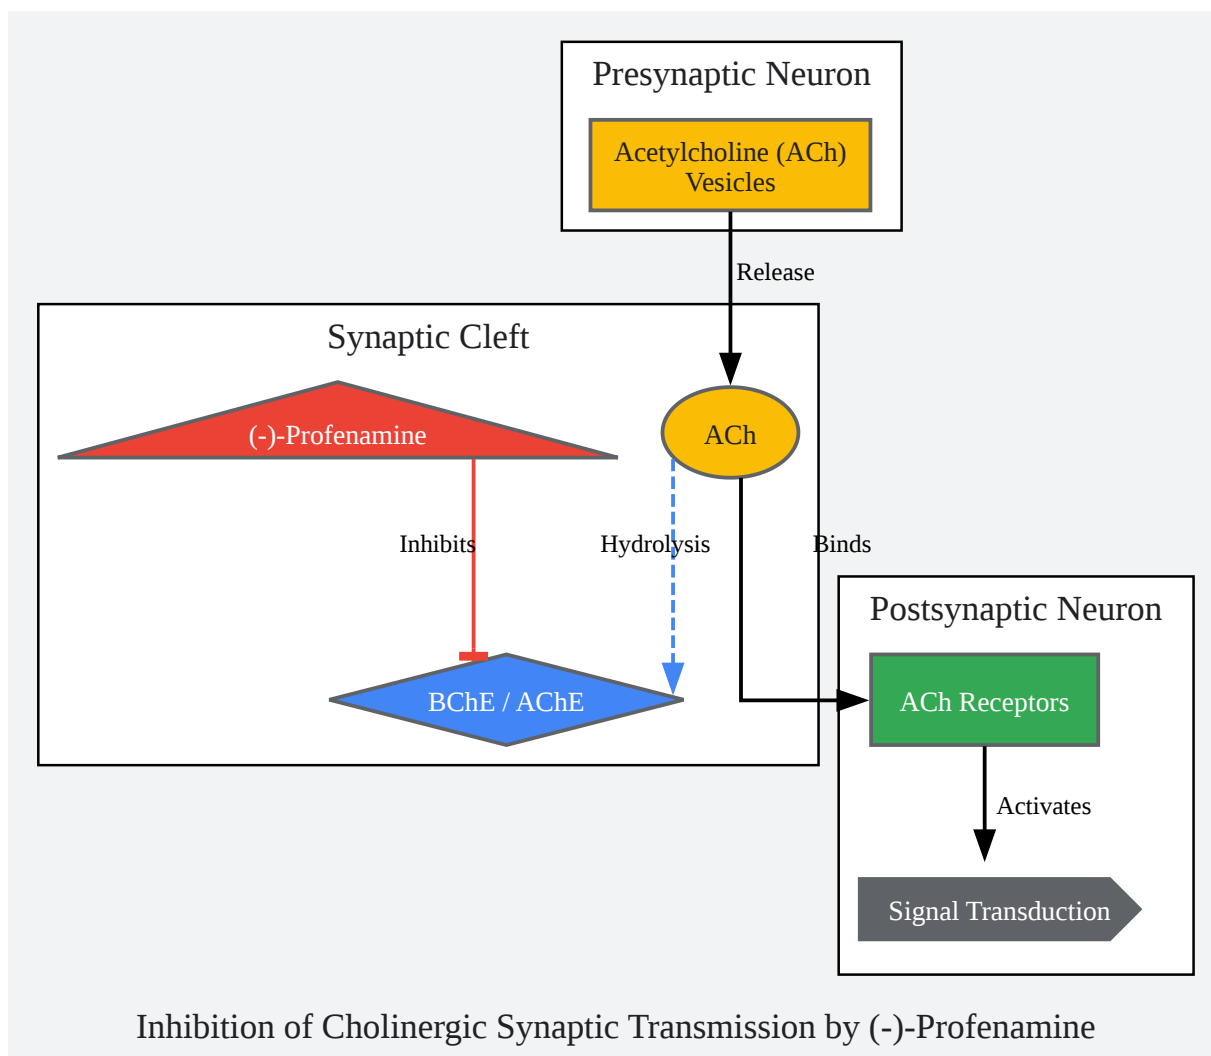 Presynaptic Neuron
Acetylcholine (ACh)
Vesicles
Release
Synaptic Cleft
(-)-Profenamine
ACh
Inhibits
Hydrolysis
Binds
Postsynaptic Neuron
BChE / AChE
ACh Receptors
Activates
Signal Transduction
Inhibition of Cholinergic Synaptic Transmission by (-)-Profenamine